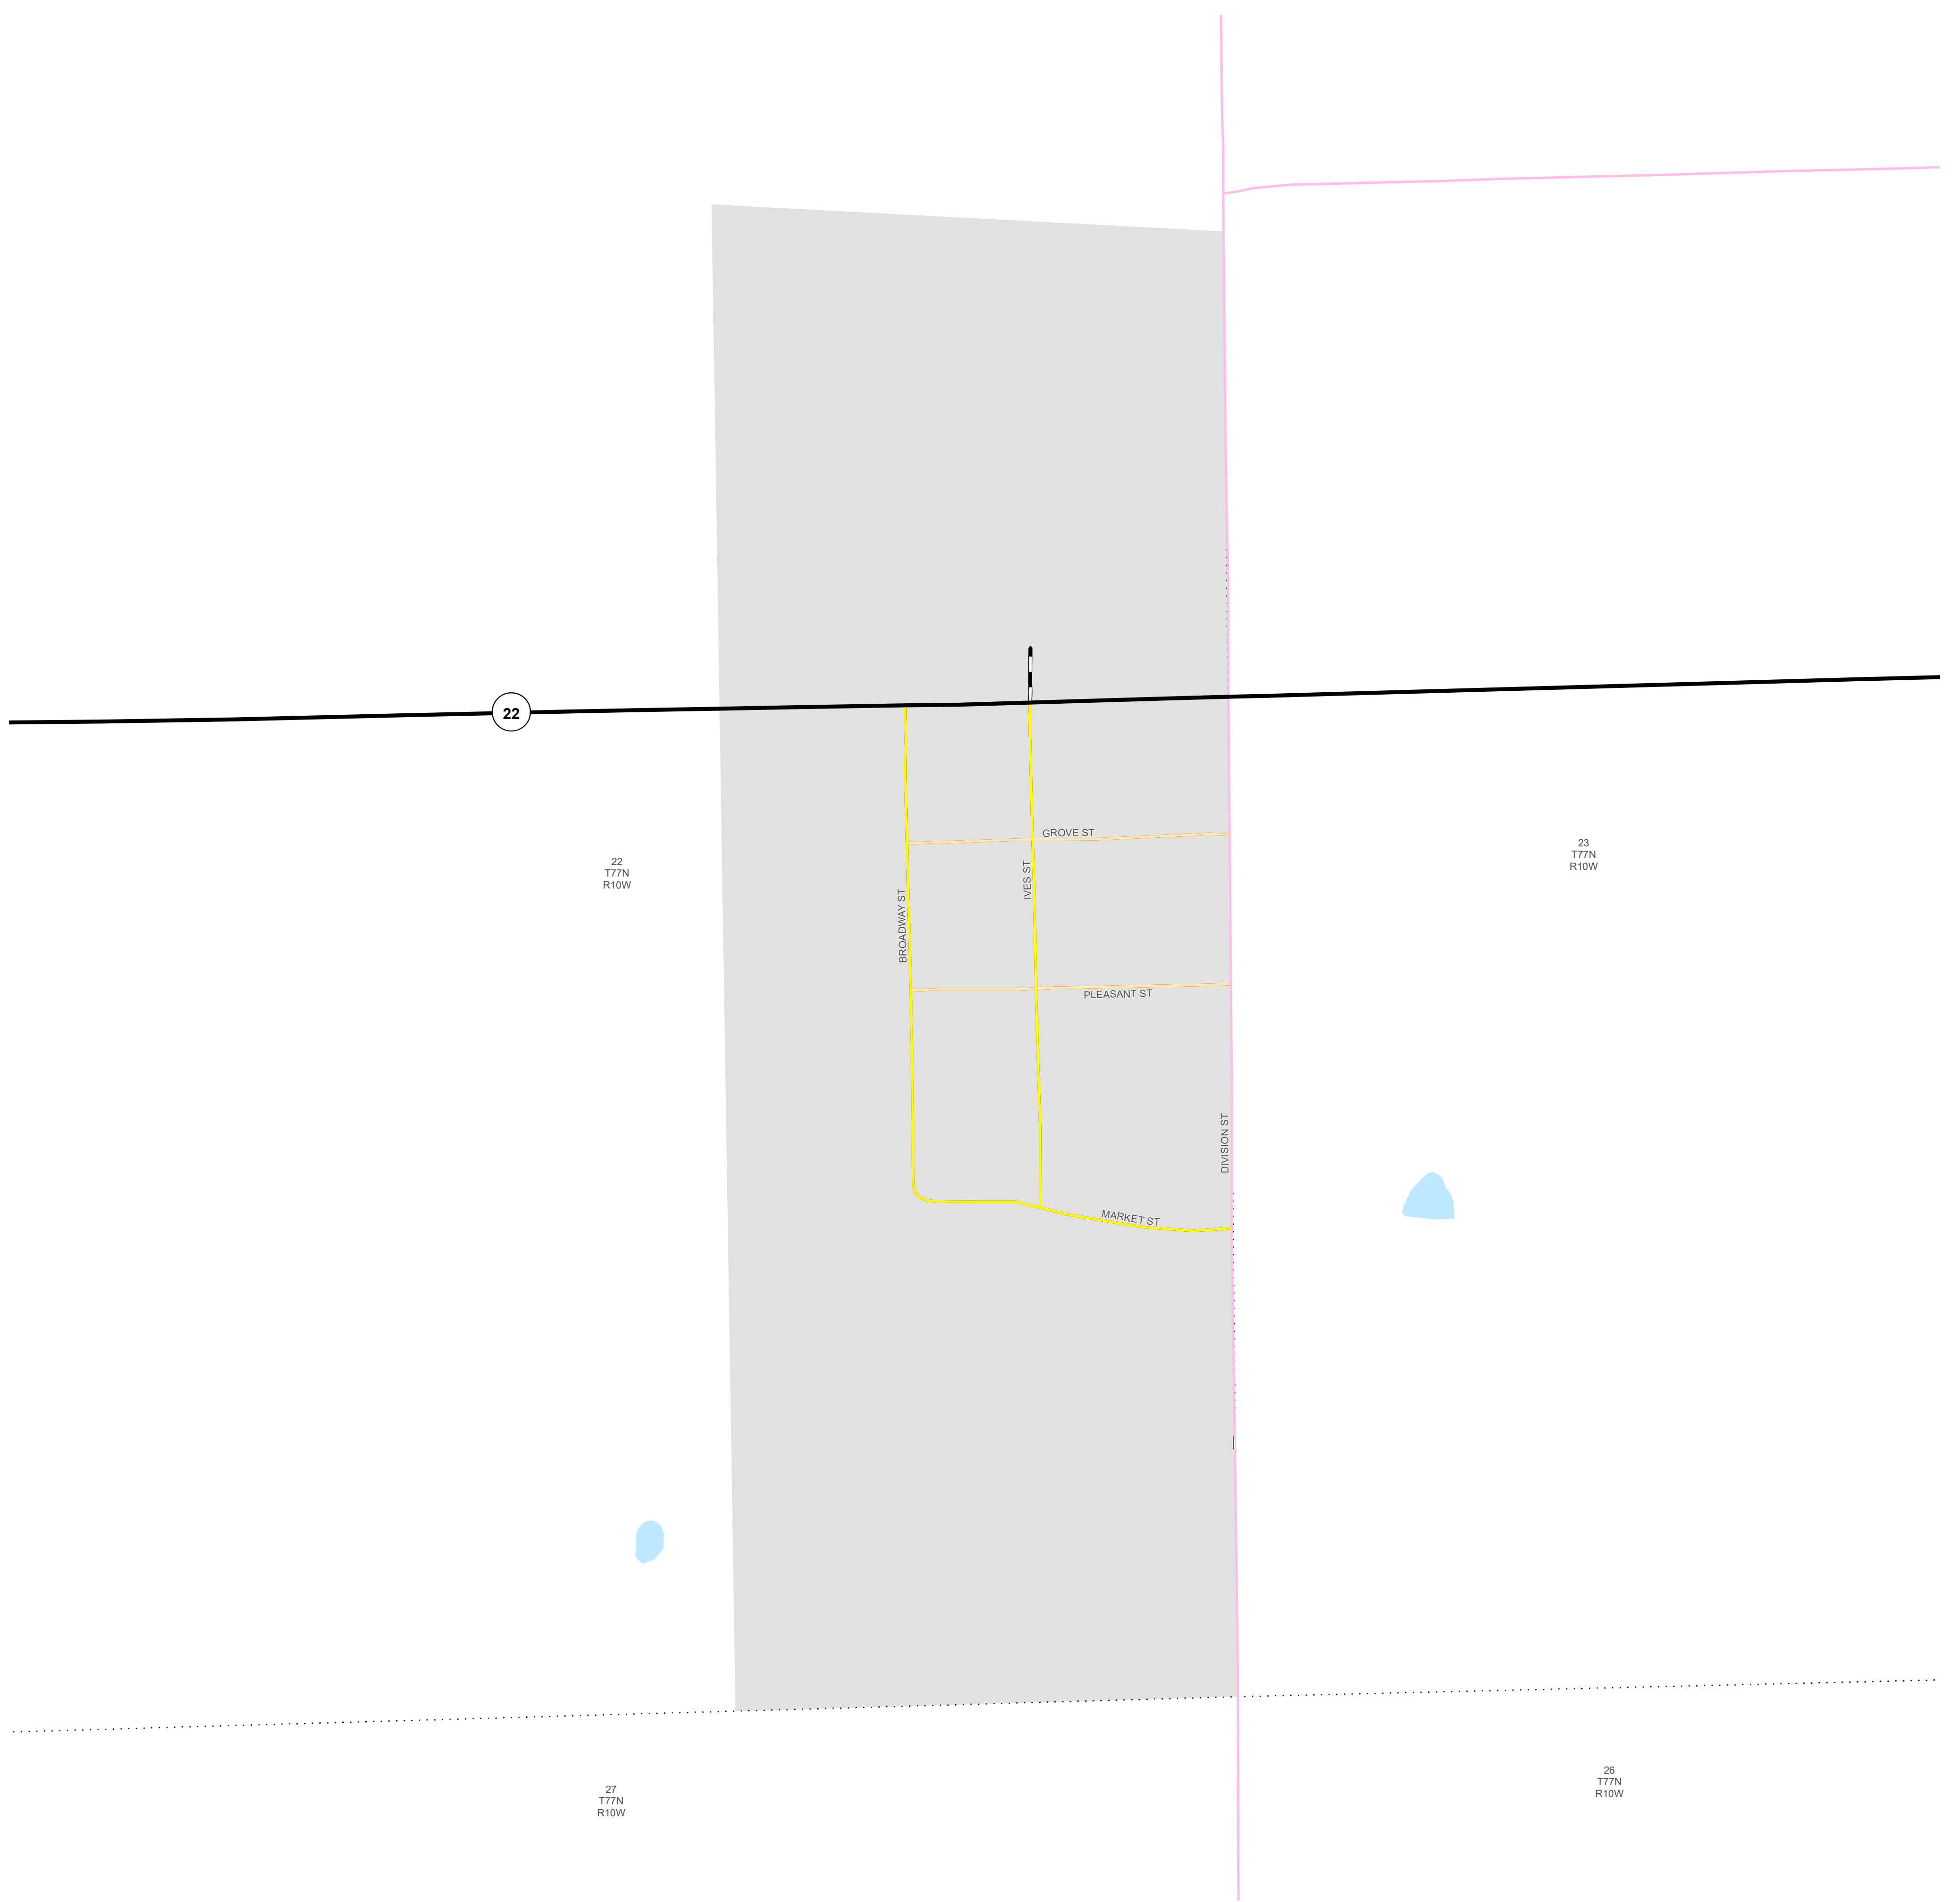 22
GROVE ST
22
T77N
R10W
23
T77N
R10W
IVES ST
BROADWAY ST
PLEASANT ST
DIVISION ST
MARKET ST
27
T77N
R10W
26
T77N
R10W